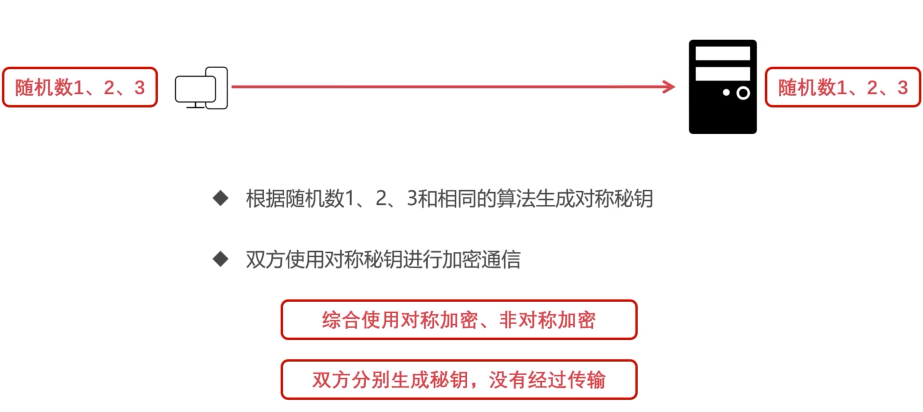 随机数1、2、3
随机数1、2、3
根据随机数1、2、3和相同的算法生成对称秘钥
双方使用对称秘钥进行加密通信
综合使用对称加密、非对称加密
双方分别生成秘钥，没有经过传输